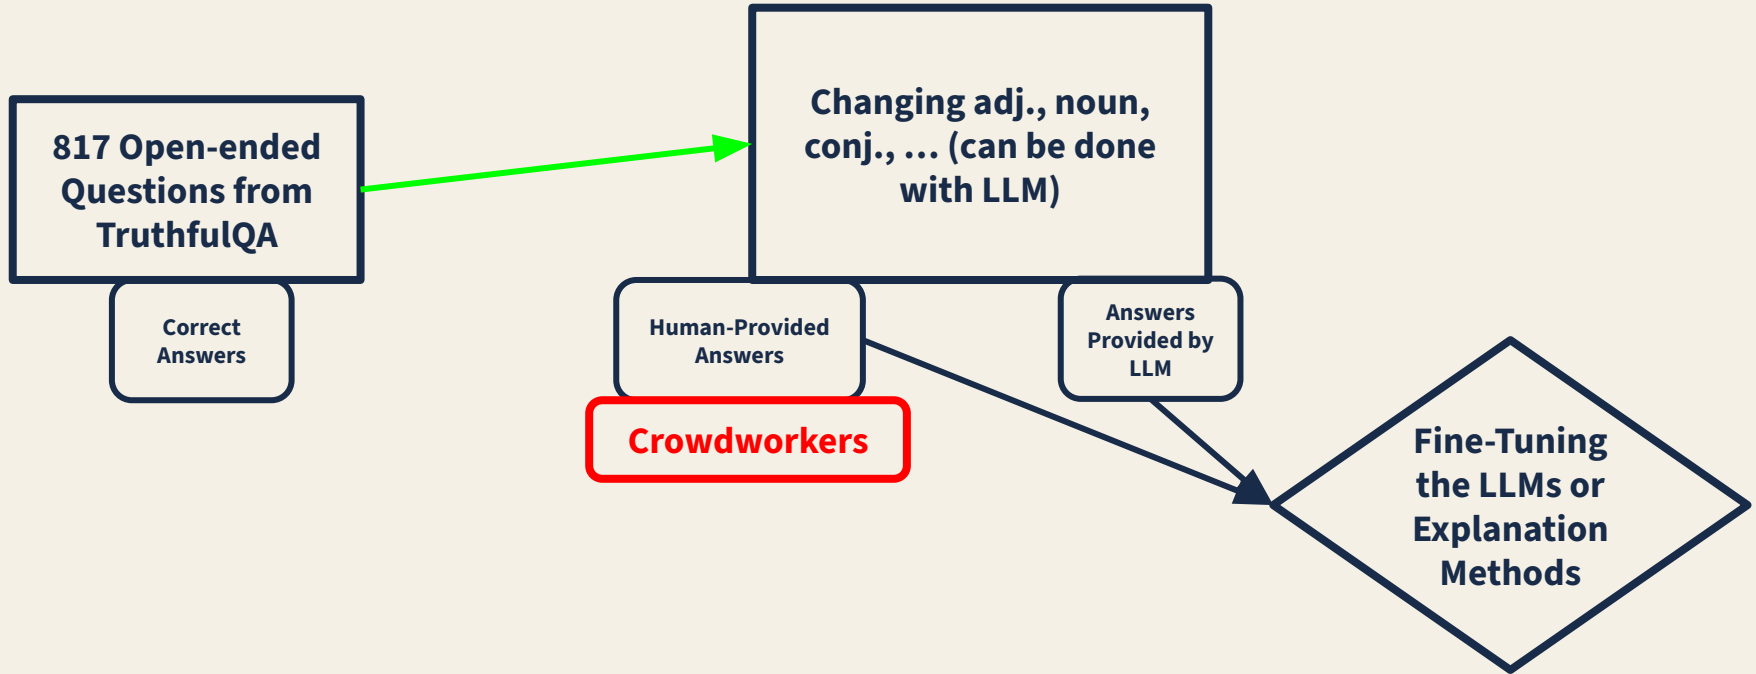 817 Open-ended
Questions from
TruthfulQA
Correct
Answers
Changing adj., noun,
conj., ... (can be done
with LLM)
Human-Provided
Answers
Crowdworkers
Answers
Provided by
LLM
Fine-Tuning
the LLMs or
Explanation
Methods